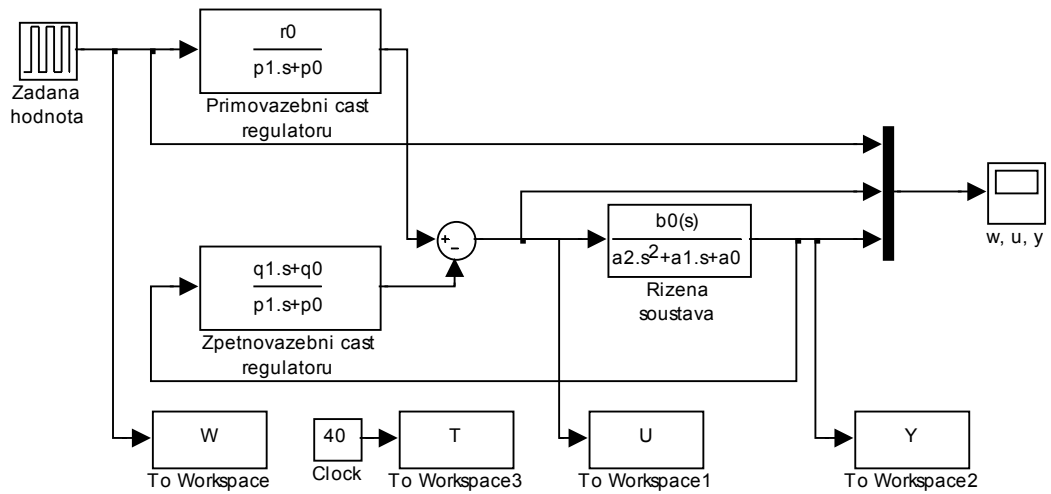 Zadana
hodnota
r0
p1.s+p0
Primovazebni cast
regulatoru
w, u, y
+
−
b0(s)
a2.s²+a1.s+a0
Rizena
soustava
q1.s+q0
p1.s+p0
Zpetnovazebni cast
regulatoru
W
To Workspace
40
Clock
T
To Workspace3
U
To Workspace1
Y
To Workspace2